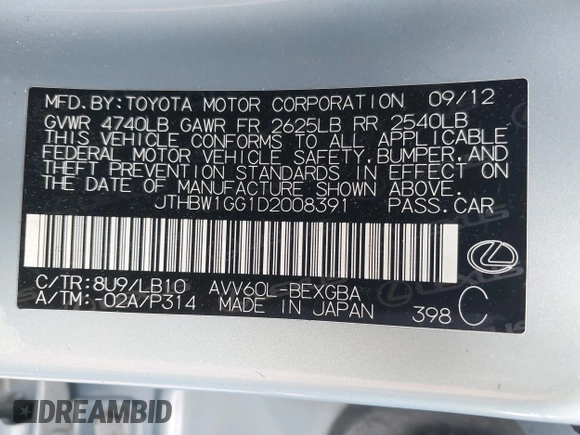 MFD.BY:TOYOTA MOTOR CORPORATION 09/12
GVWR 4740LB GAWR FR 2625LB RR 2540LB
THIS VEHICLE CONFORMS TO ALL APPLICABLE
FEDERAL MOTOR VEHICLE SAFETY,BUMPER,AND
THEFT PREVENTION STANDARDS IN EFFECT ON
THE DATE OF MANUFACTURE SHOWN ABOVE.
JTHBW1GG1D2008391 PASS.CAR
C/TR:8U9/LB10 AVV60L-BEXGBA
A/TM:-02A/P314 MADE IN JAPAN 398 C
DREAMBID